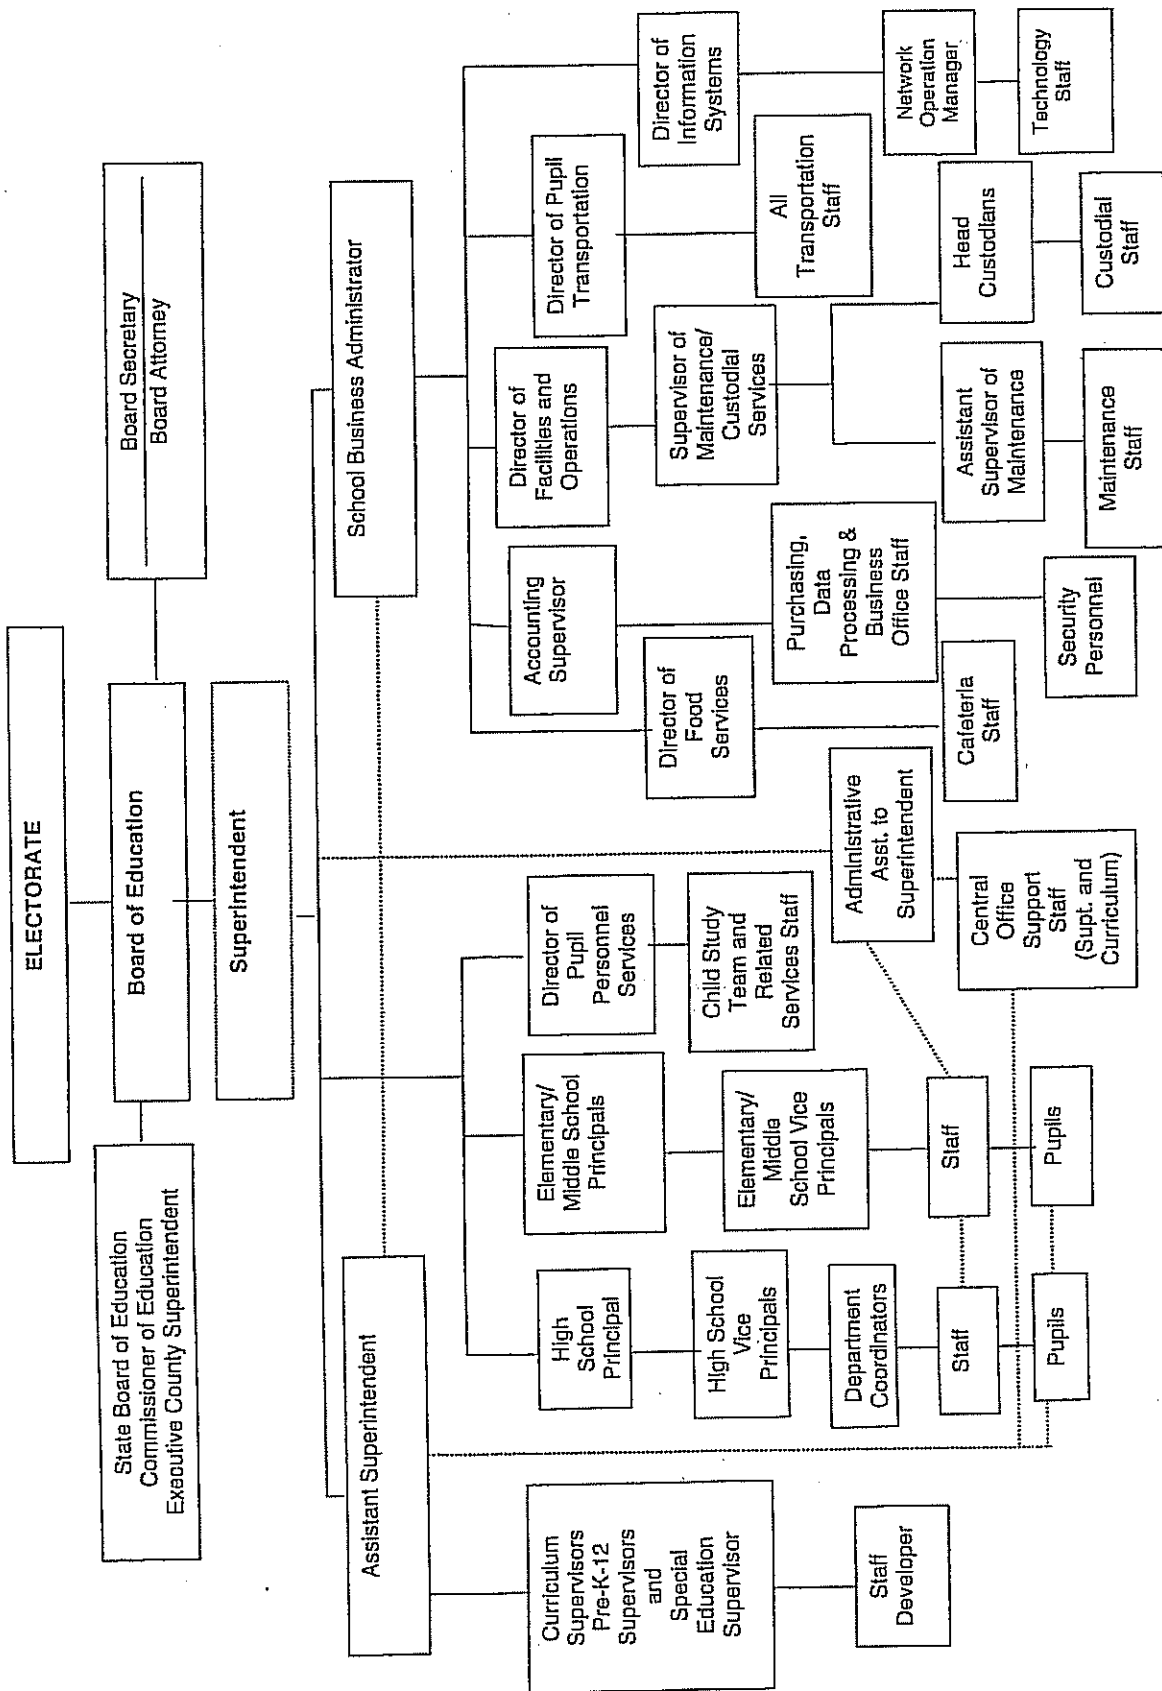 ELECTORATE
State Board of Education
Commissioner of Education
Executive County Superintendent
Board of Education
Board Secretary
Board Attorney
Superintendent
Assistant Superintendent
School Business Administrator
Curriculum
Supervisors
Pre-K-12
Supervisors
and
Special
Education
Supervisor
Staff
Developer
High
School
Principal
High School
Vice
Principals
Department
Coordinators
Staff
Pupils
Elementary/
Middle School
Principals
Elementary/
Middle
School Vice
Principals
Staff
Pupils
Director of
Pupil
Personnel
Services
Child Study
Team and
Related
Services Staff
Administrative
Asst. to
Superintendent
Central
Office
Support
Staff
(Supt. and
Curriculum)
Director of
Food
Services
Cafeteria
Staff
Accounting
Supervisor
Purchasing,
Data
Processing &
Business
Office Staff
Security
Personnel
Director of
Facilities and
Operations
Supervisor of
Maintenance/
Custodial
Services
Assistant
Supervisor of
Maintenance
Maintenance
Staff
Head
Custodians
Custodial
Staff
Director of Pupil
Transportation
All
Transportation
Staff
Director of
Information
Systems
Network
Operation
Manager
Technology
Staff